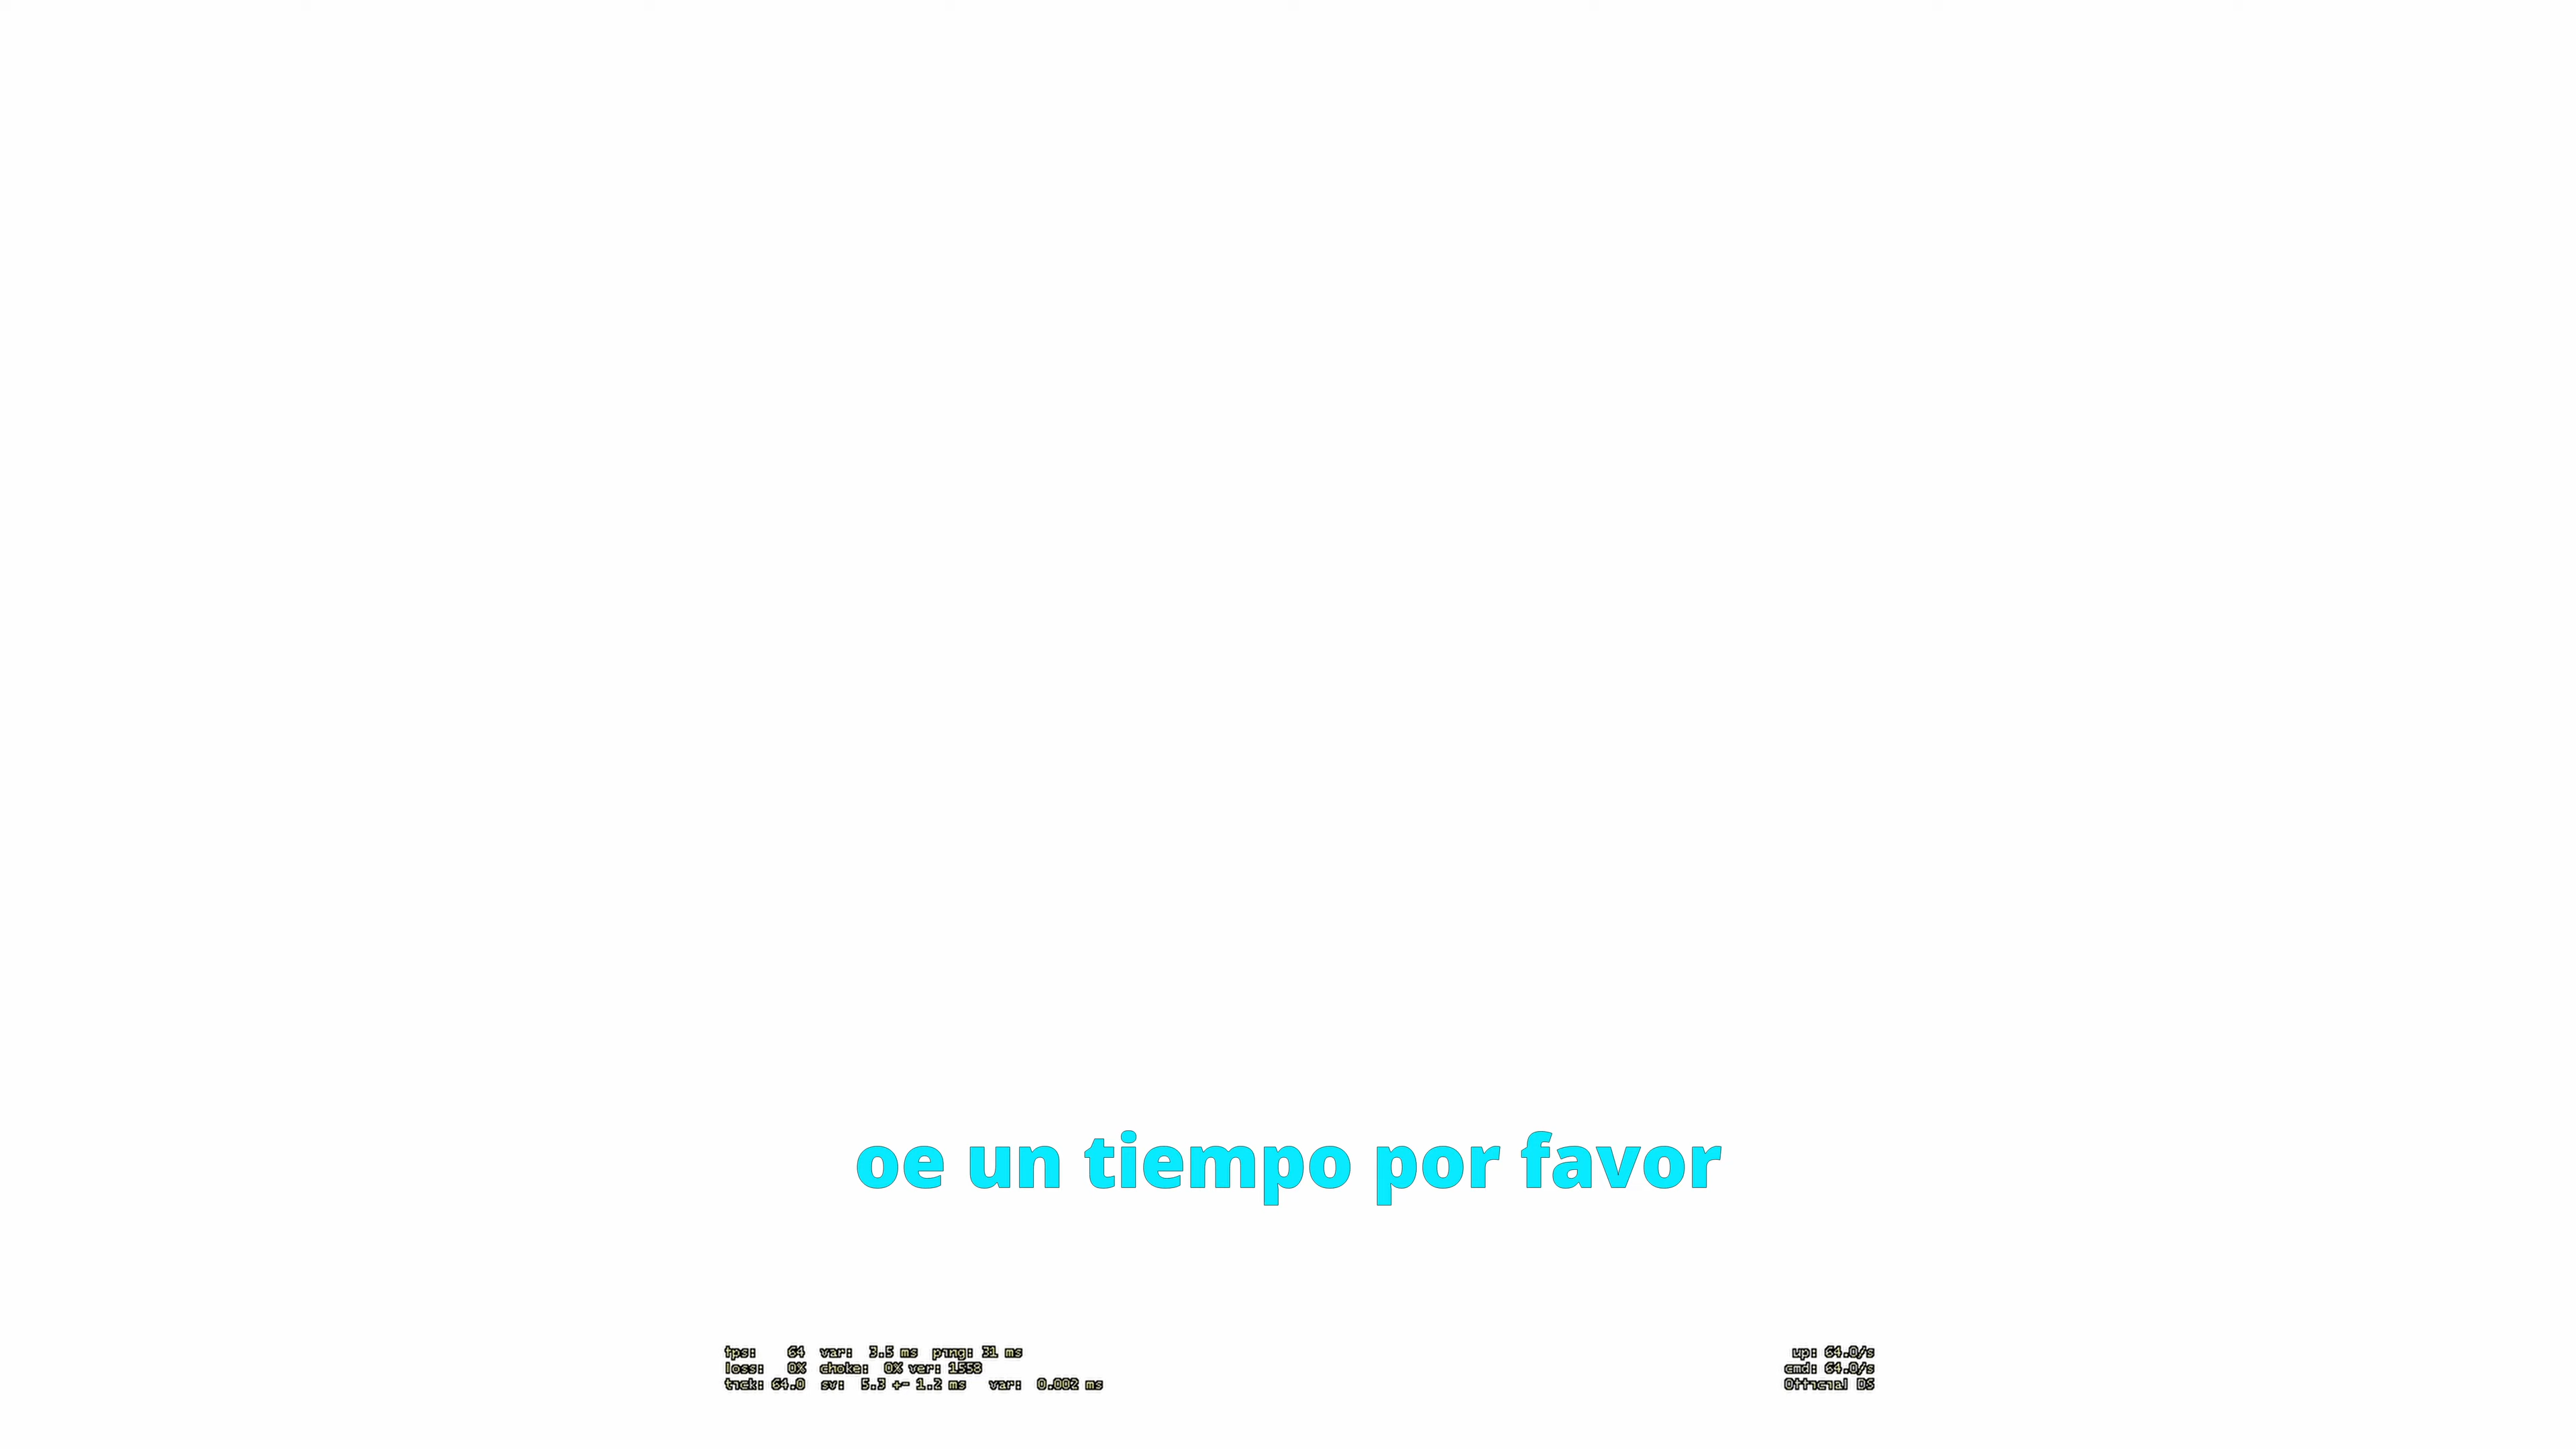 oe un tiempo por favor
fps: 64 var: 3.5 ms ping: 31 ms
loss: 0% choke: 0% ver: 1558
tick: 64.0 sv: 5.3 +- 1.2 ms var: 0.002 ms
up: 64.0/s
cmd: 64.0/s
Official DS